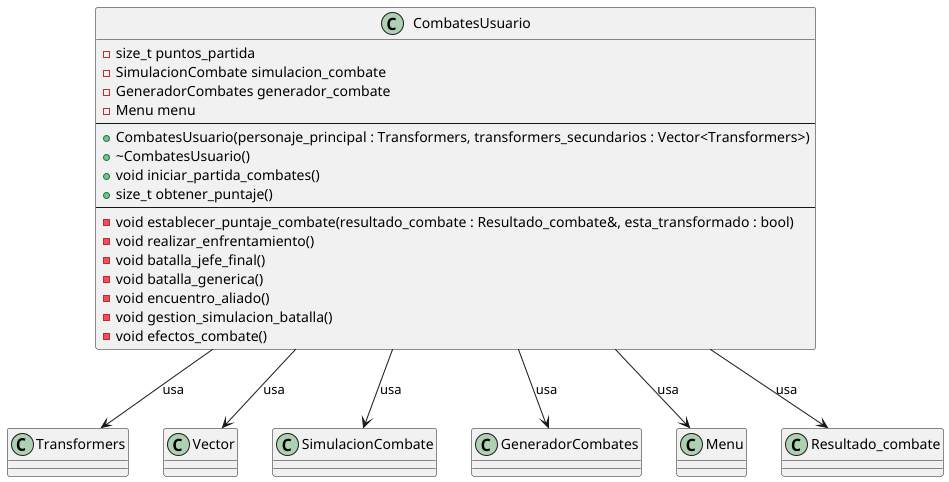 C CombatesUsuario
size_t puntos_partida
SimulacionCombate simulacion_combate
GeneradorCombates generador_combate
Menu menu
CombatesUsuario(personaje_principal : Transformers, transformers_secundarios : Vector<Transformers>)
~CombatesUsuario()
void iniciar_partida_combates()
size_t obtener_puntaje()
void establecer_puntaje_combate(resultado_combate : Resultado_combate&, esta_transformado : bool)
void realizar_enfrentamiento()
void batalla_jefe_final()
void batalla_generica()
void encuentro_aliado()
void gestion_simulacion_batalla()
void efectos_combate()
usa usa usa usa usa usa
C Transformers C Vector C SimulacionCombate C GeneradorCombates C Menu C Resultado_combate